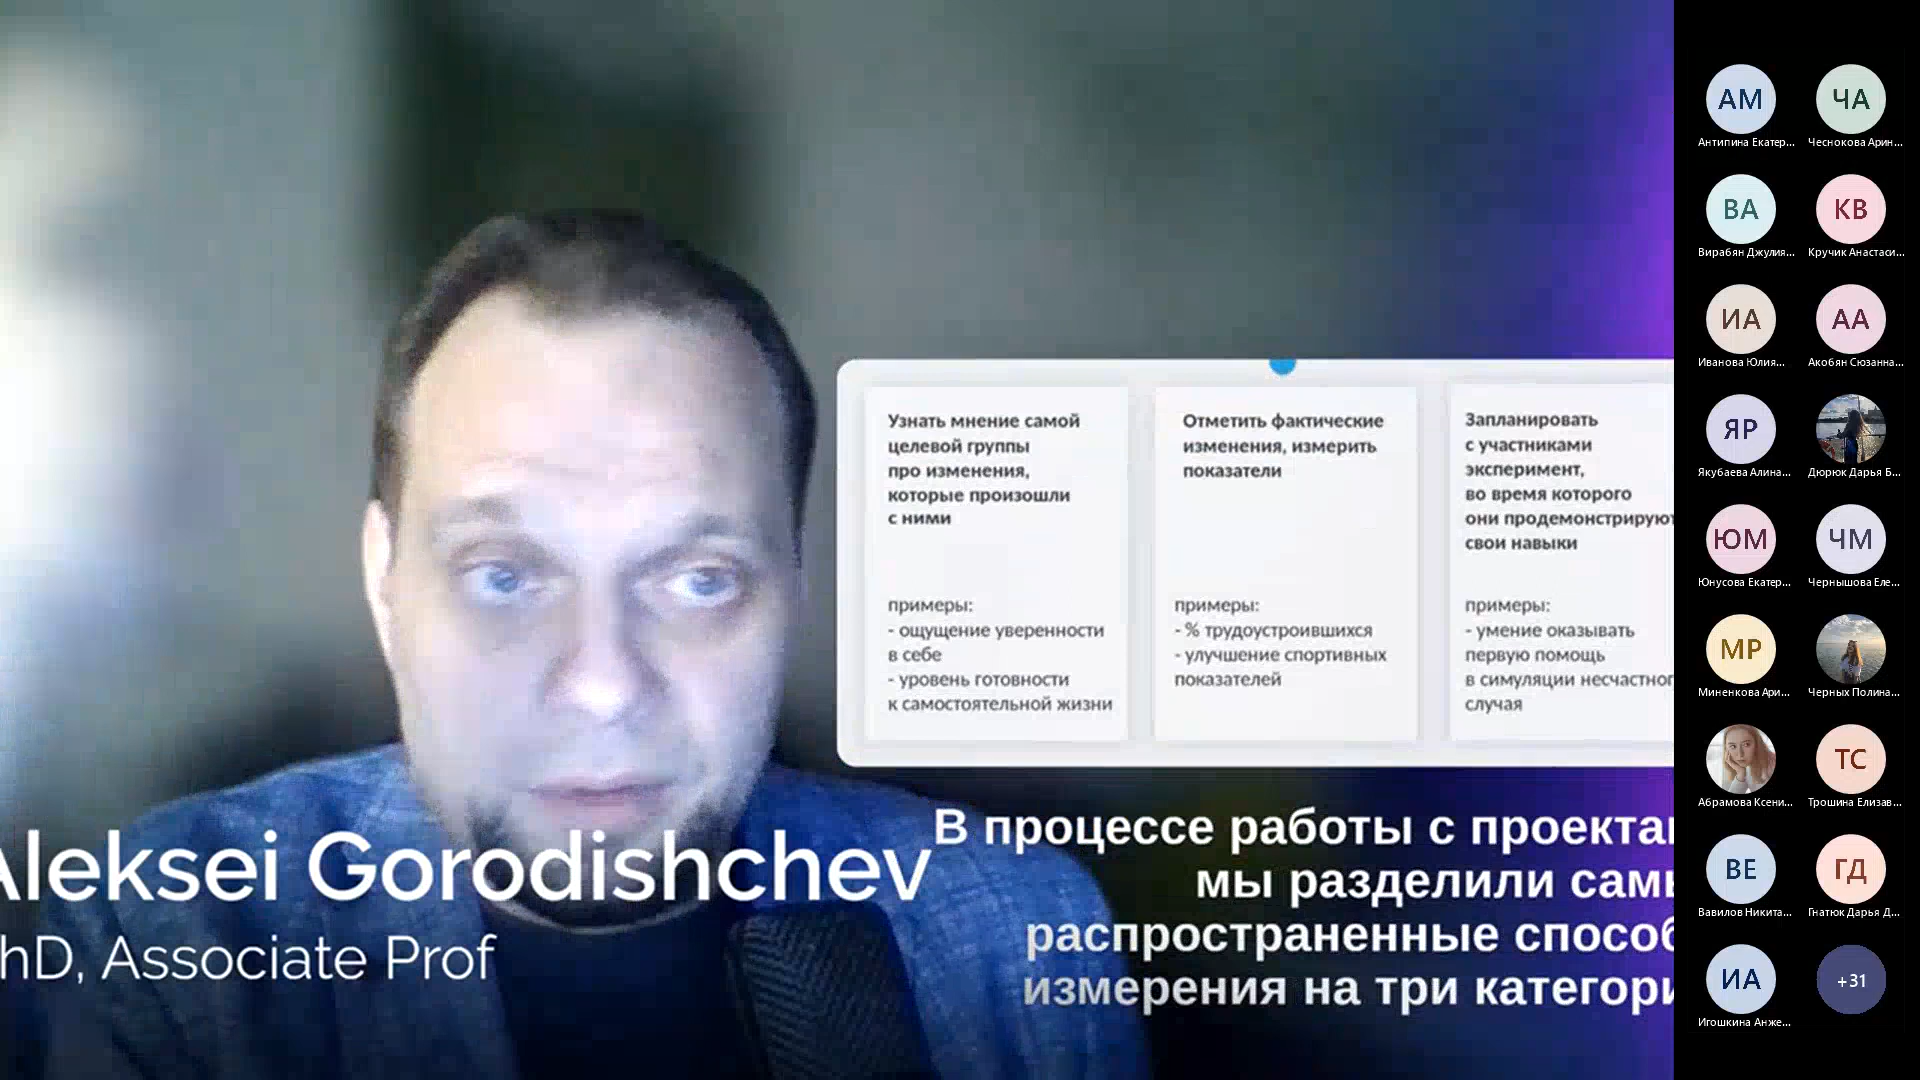 Узнать мнение самой
целевой группы
про изменения,
которые произошли
с ними
примеры:
- ощущение уверенности
в себе
- уровень готовности
к самостоятельной жизни
Отметить фактические
изменения, измерить
показатели
примеры:
- % трудоустроившихся
- улучшение спортивных
показателей
Запланировать
с участниками
эксперимент,
во время которого
они продемонстрируют
свои навыки
примеры:
- умение оказывать
первую помощь
в симуляции несчастног
случая
Aleksei Gorodishchev
hD, Associate Prof
В процессе работы с проекта
мы разделили сам
распространенные способ
измерения на три категори
АМ
Антипина Екатер...
ЧА
Чеснокова Арин...
ВА
Вирабян Джулия...
КВ
Кручик Анастаси...
ИА
Иванова Юлия...
АА
Акобян Сюзанна...
ЯР
Якубаева Алина...
Дюрюк Дарья Б...
ЮМ
Юнусова Екатер...
ЧМ
Чернышова Еле...
МР
Миненкова Ари...
Черных Полина...
Абрамова Ксени...
ТС
Трошина Елизав...
ВЕ
Вавилов Никита...
ГД
Гнатюк Дарья Д...
ИА
Игошкина Анже...
+31